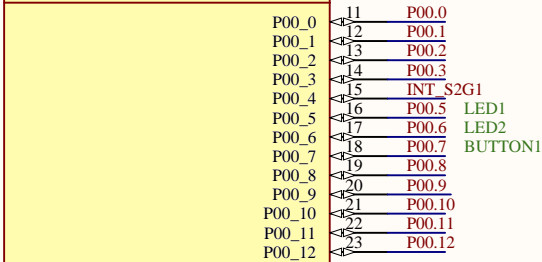 P00_0 11 P00.0
P00_1 12 P00.1
P00_2 13 P00.2
P00_3 14 P00.3
P00_4 15 INT_S2G1
P00_5 16 P00.5 LED1
P00_6 17 P00.6 LED2
P00_7 18 P00.7 BUTTON1
P00_8 19 P00.8
P00_9 20 P00.9
P00_10 21 P00.10
P00_11 22 P00.11
P00_12 23 P00.12